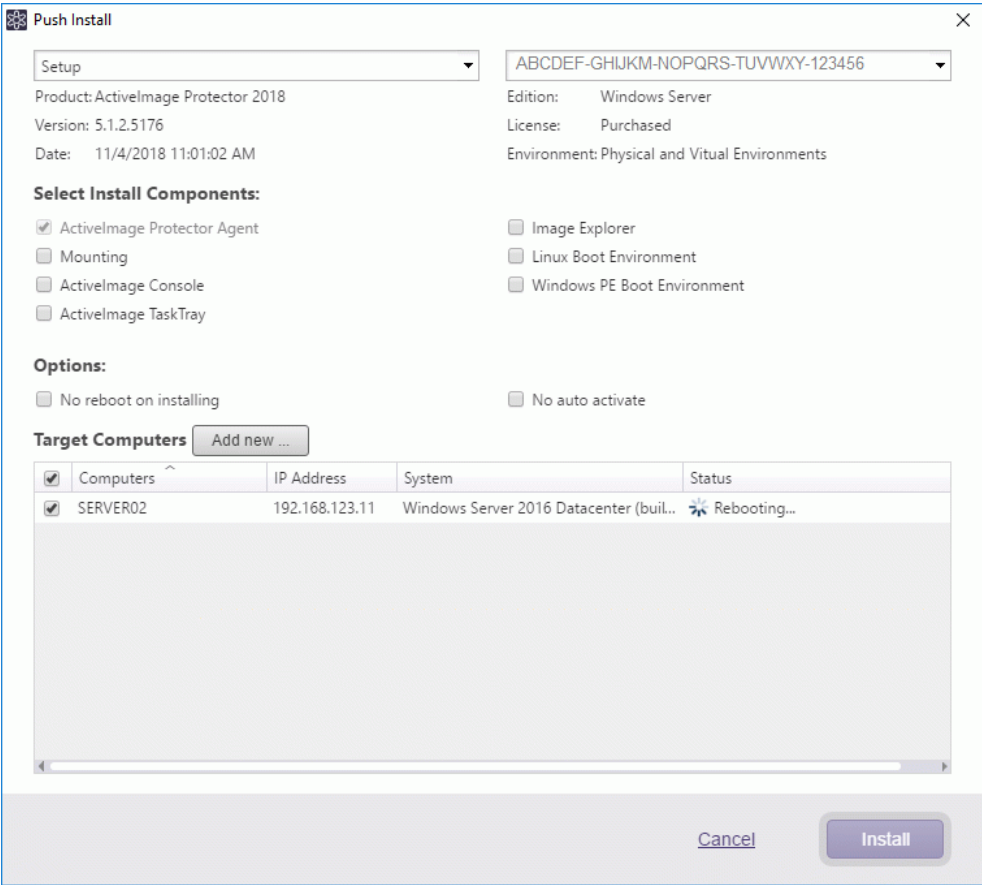 Push Install
Setup
ABCDEF-GHIJKM-NOPQRS-TUVWXY-123456
Product: ActiveImage Protector 2018
Edition: Windows Server
Version: 5.1.2.5176
License: Purchased
Date: 11/4/2018 11:01:02 AM
Environment: Physical and Vitual Environments
Select Install Components:
ActiveImage Protector Agent
Image Explorer
Mounting
Linux Boot Environment
ActiveImage Console
Windows PE Boot Environment
ActiveImage TaskTray
Options:
No reboot on installing
No auto activate
Target Computers Add new ...
Computers IP Address System Status
SERVER02 192.168.123.11 Windows Server 2016 Datacenter (buil... Rebooting...
Cancel Install